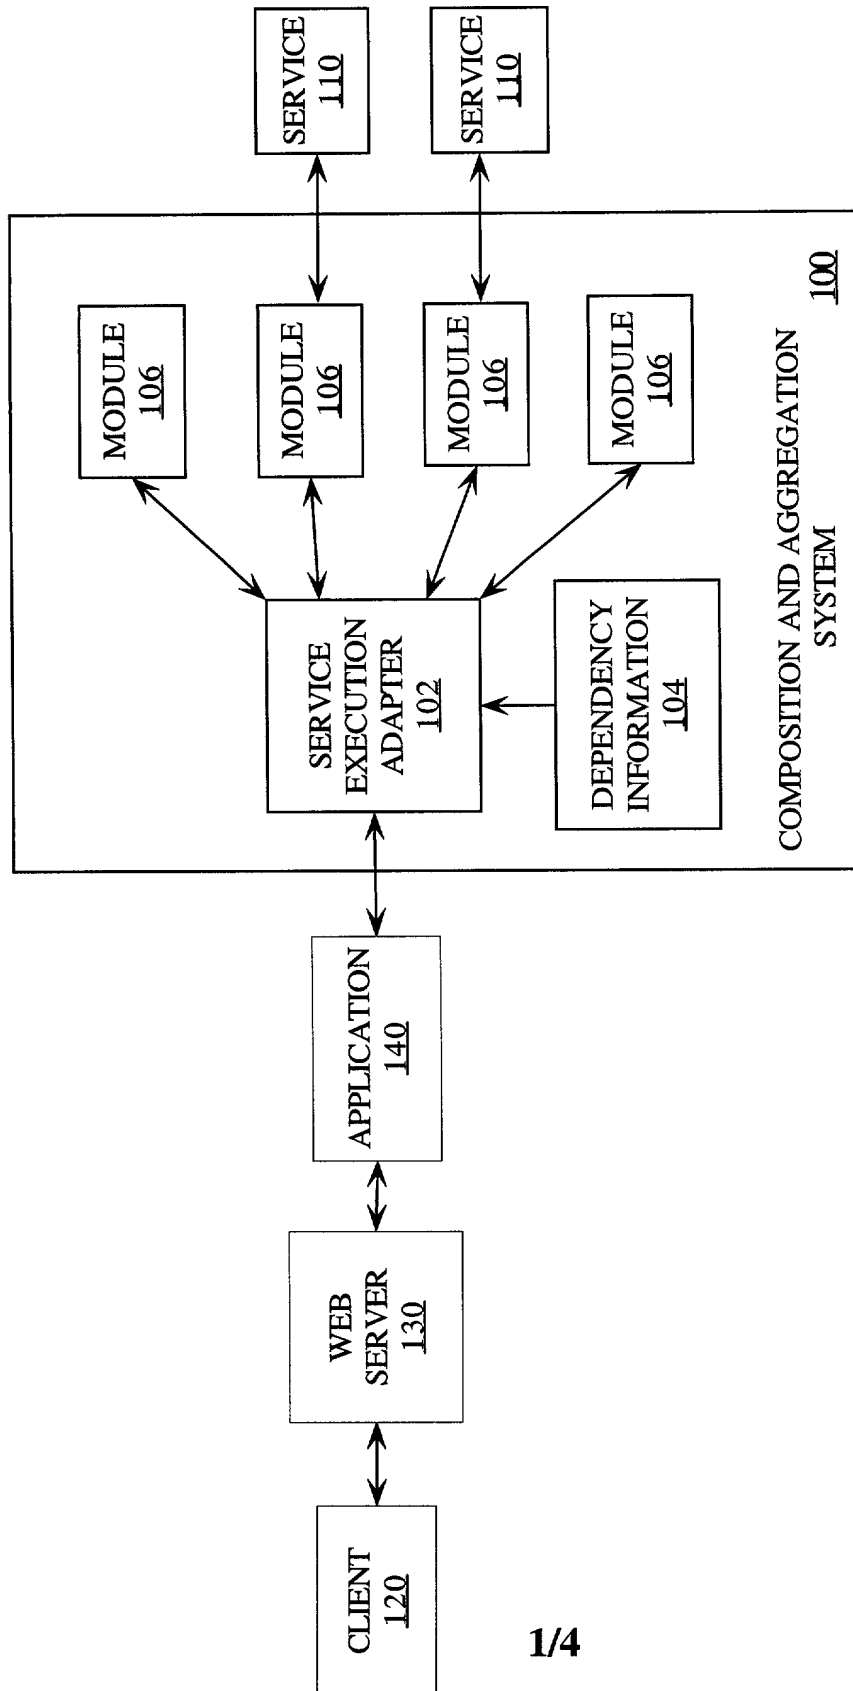 SERVICE
110
SERVICE
110
MODULE
106
MODULE
106
MODULE
106
MODULE
106
100
COMPOSITION AND AGGREGATION
SYSTEM
SERVICE
EXECUTION
ADAPTER
102
DEPENDENCY
INFORMATION
104
APPLICATION
140
WEB
SERVER
130
CLIENT
120
1/4